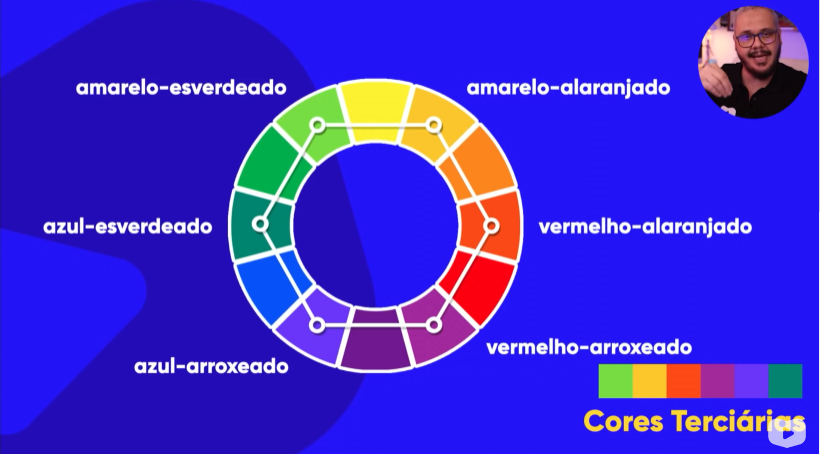 amarelo-esverdeado
amarelo-alaranjado
azul-esverdeado
vermelho-alaranjado
azul-arroxeado
vermelho-arroxeado
Cores Terciárias